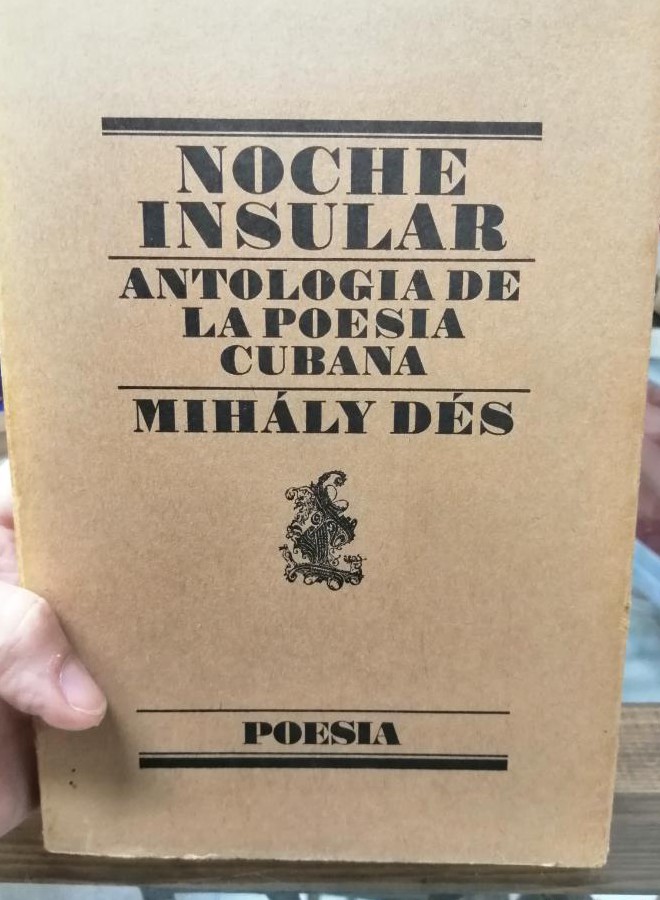 NOCHE
INSULAR
ANTOLOGIA DE
LA POESIA
CUBANA
MIHÁLY DÉS
POESIA